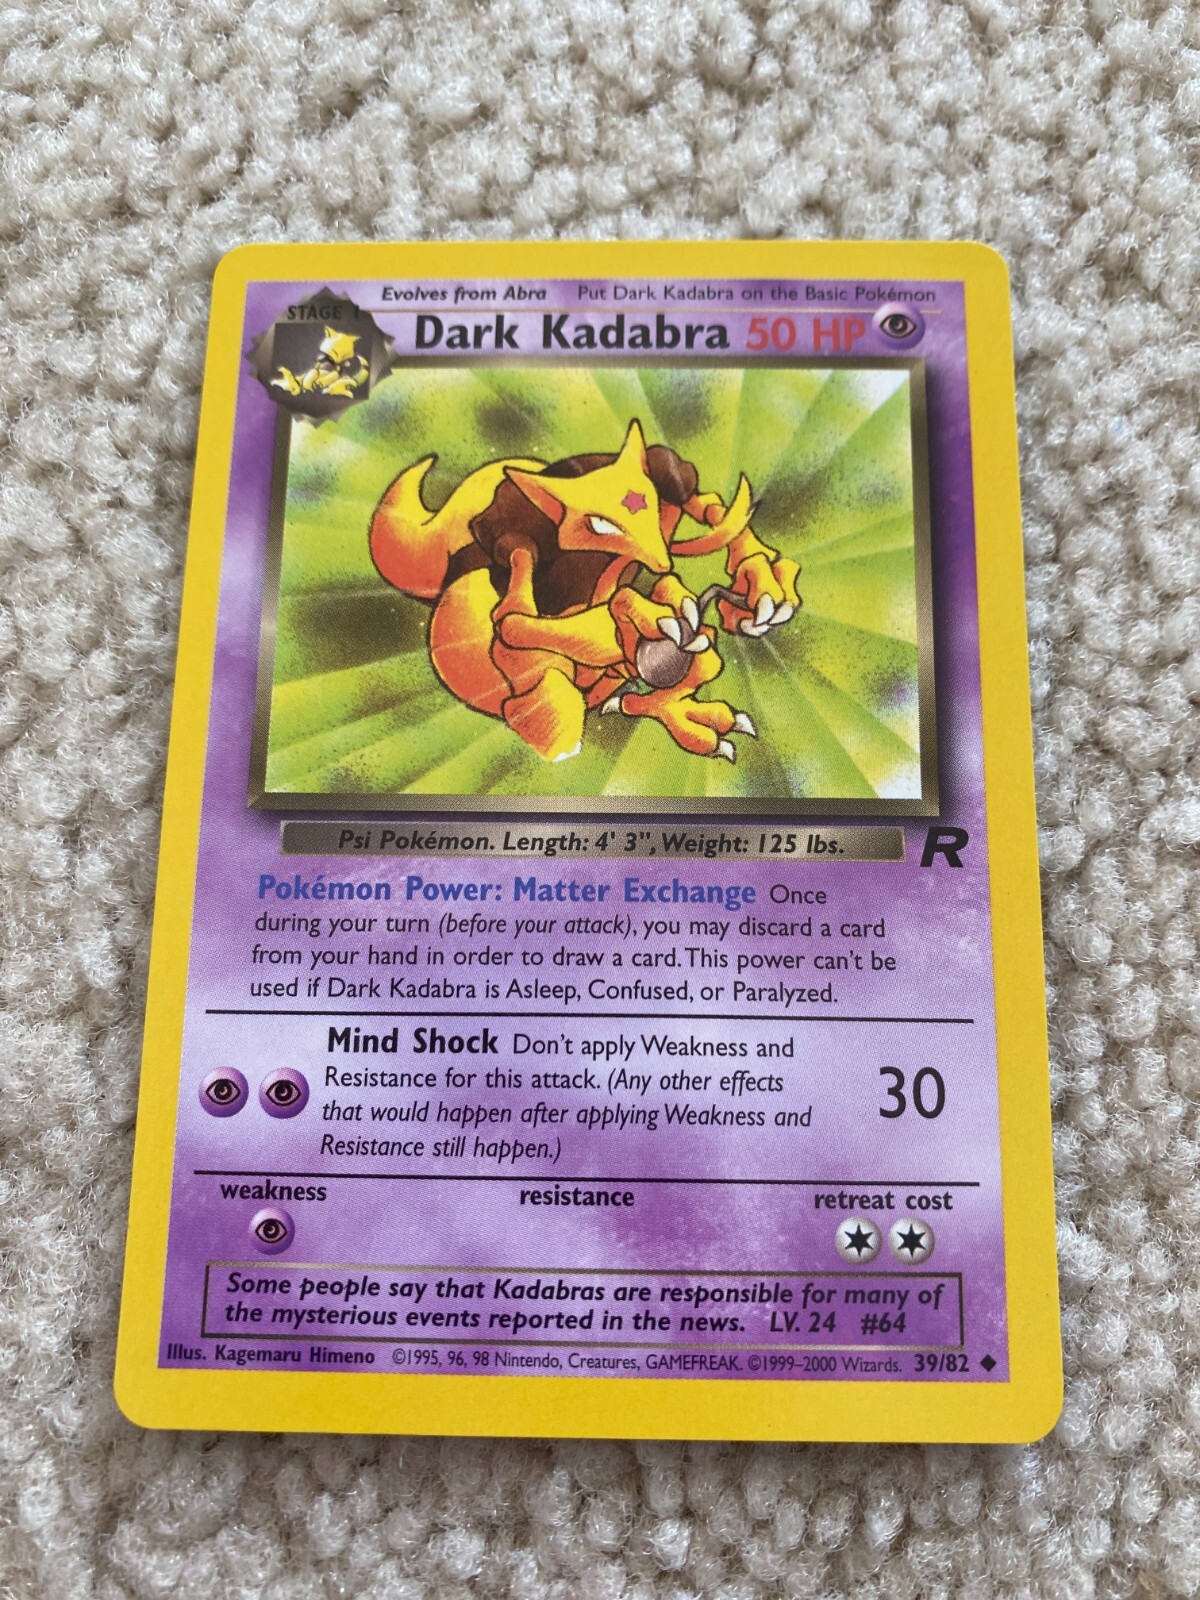 Evolves from Abra Put Dark Kadabra on the Basic Pokémon
STAGE 1
Dark Kadabra 50 HP
Psi Pokémon. Length: 4' 3", Weight: 125 lbs.
R
Pokémon Power: Matter Exchange Once
during your turn (before your attack), you may discard a card
from your hand in order to draw a card. This power can't be
used if Dark Kadabra is Asleep, Confused, or Paralyzed.
Mind Shock Don't apply Weakness and
Resistance for this attack. (Any other effects
that would happen after applying Weakness and
Resistance still happen.)
30
weakness resistance retreat cost
Some people say that Kadabras are responsible for many of
the mysterious events reported in the news. LV. 24 #64
Illus. Kagemaru Himeno ©1995, 96, 98 Nintendo, Creatures, GAMEFREAK. ©1999–2000 Wizards. 39/82